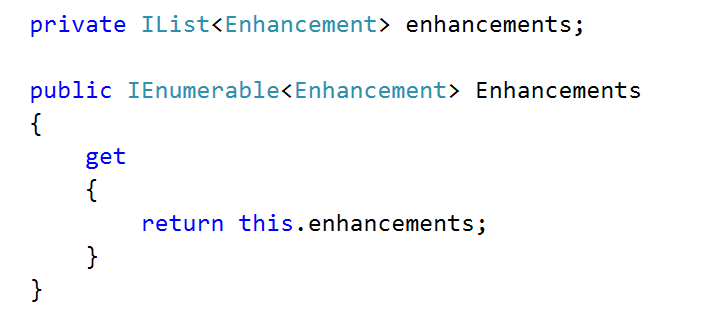 private IList<Enhancement> enhancements;
public IEnumerable<Enhancement> Enhancements
{
    get
    {
        return this.enhancements;
    }
}